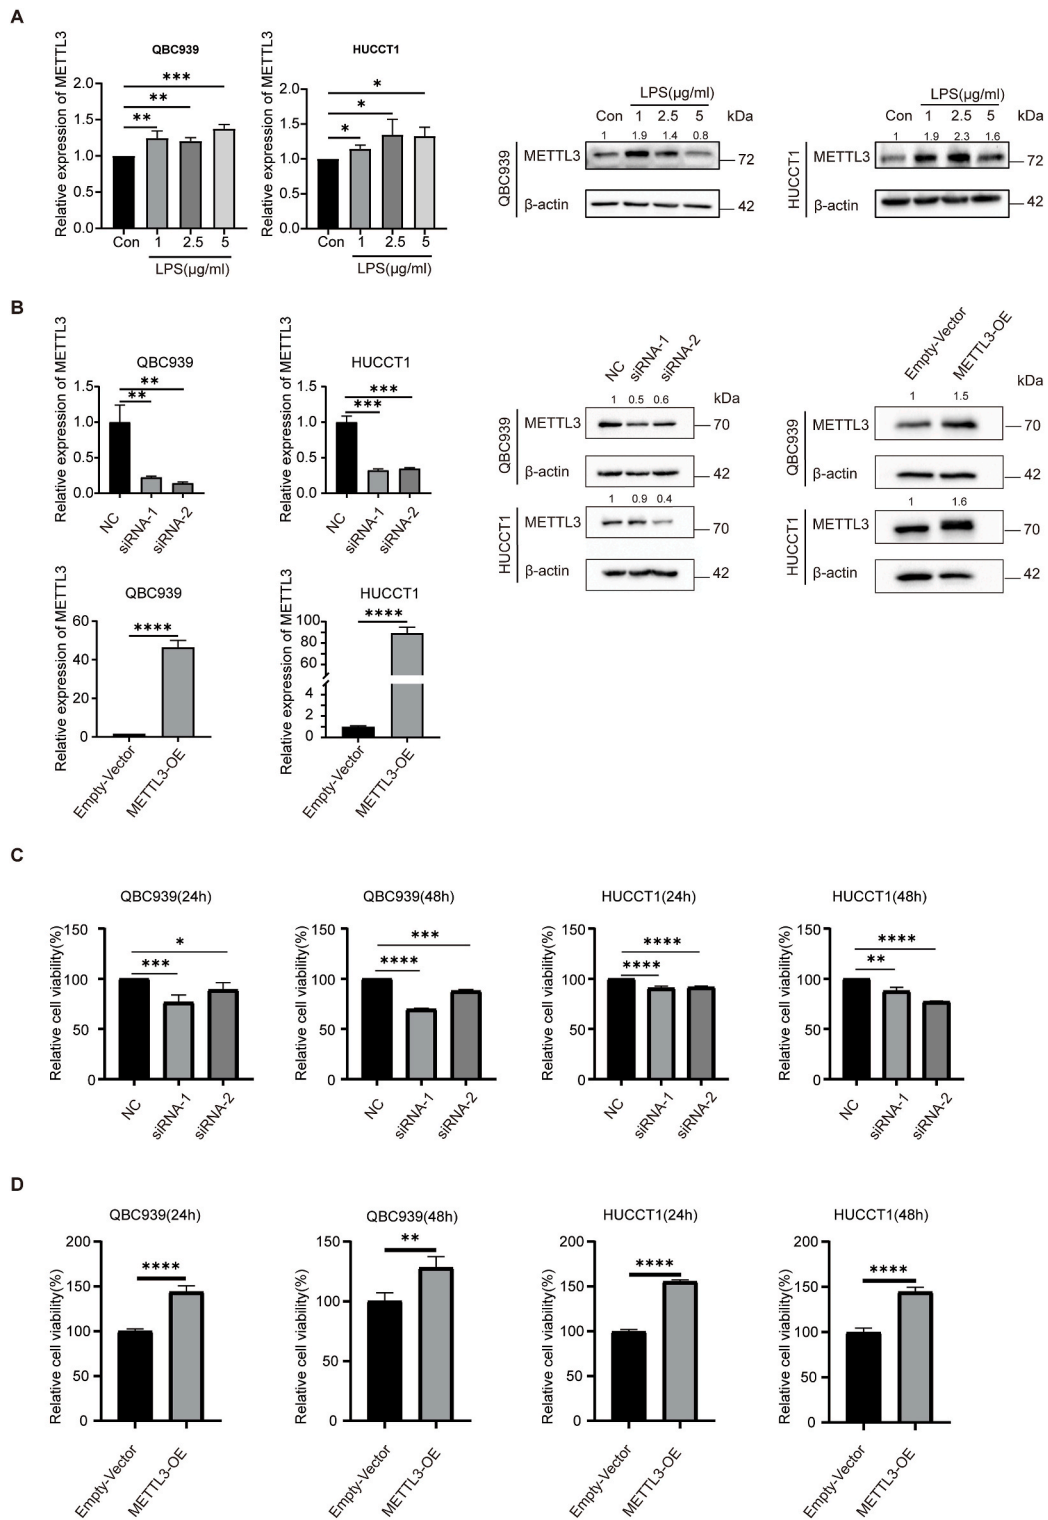 A
QBC939
Relative expression of METTL3
2.0
1.5
1.0
0.5
0.0
***
**
**
Con 1 2.5 5
LPS(μg/ml)
HUCCT1
Relative expression of METTL3
2.0
1.5
1.0
0.5
0.0
*
*
*
Con 1 2.5 5
LPS(μg/ml)
LPS(μg/ml)
Con 1 2.5 5 kDa
1 1.9 1.4 0.8
QBC939
METTL3
72
β-actin
42
LPS(μg/ml)
Con 1 2.5 5 kDa
1 1.9 2.3 1.6
HUCCT1
METTL3
72
β-actin
42
B
QBC939
Relative expression of METTL3
1.5
1.0
0.5
0.0
**
**
NC siRNA-1 siRNA-2
HUCCT1
Relative expression of METTL3
1.5
1.0
0.5
0.0
***
***
NC siRNA-1 siRNA-2
NC siRNA-1 siRNA-2
kDa
1 0.5 0.6
QBC939
METTL3
70
β-actin
42
1 0.9 0.4
HUCCT1
METTL3
70
β-actin
42
Empty-Vector METTL3-OE
kDa
1 1.5
QBC939
METTL3
70
β-actin
42
1 1.6
HUCCT1
METTL3
70
β-actin
42
QBC939
Relative expression of METTL3
60
40
20
0
****
Empty-Vector METTL3-OE
HUCCT1
Relative expression of METTL3
100
80
60
4
2
0
****
Empty-Vector METTL3-OE
C
QBC939(24h)
Relative cell viability(%)
150
100
50
0
*
***
NC siRNA-1 siRNA-2
QBC939(48h)
Relative cell viability(%)
150
100
50
0
***
****
NC siRNA-1 siRNA-2
HUCCT1(24h)
Relative cell viability(%)
150
100
50
0
****
****
NC siRNA-1 siRNA-2
HUCCT1(48h)
Relative cell viability(%)
150
100
50
0
****
**
NC siRNA-1 siRNA-2
D
QBC939(24h)
Relative cell viability(%)
200
150
100
50
0
****
Empty-Vector METTL3-OE
QBC939(48h)
Relative cell viability(%)
150
100
50
0
**
Empty-Vector METTL3-OE
HUCCT1(24h)
Relative cell viability(%)
200
150
100
50
0
****
Empty-Vector METTL3-OE
HUCCT1(48h)
Relative cell viability(%)
200
150
100
50
0
****
Empty-Vector METTL3-OE